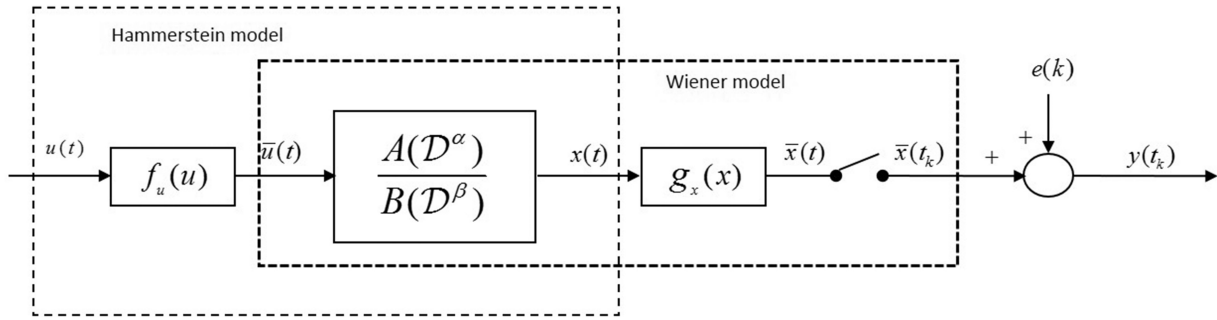 Hammerstein model
Wiener model
e(k)
u(t)
f_u(u)
u̅(t)
A(𝒟^α)
B(𝒟^β)
x(t)
g_x(x)
x̅(t)
x̅(t_k)
+
+
y(t_k)